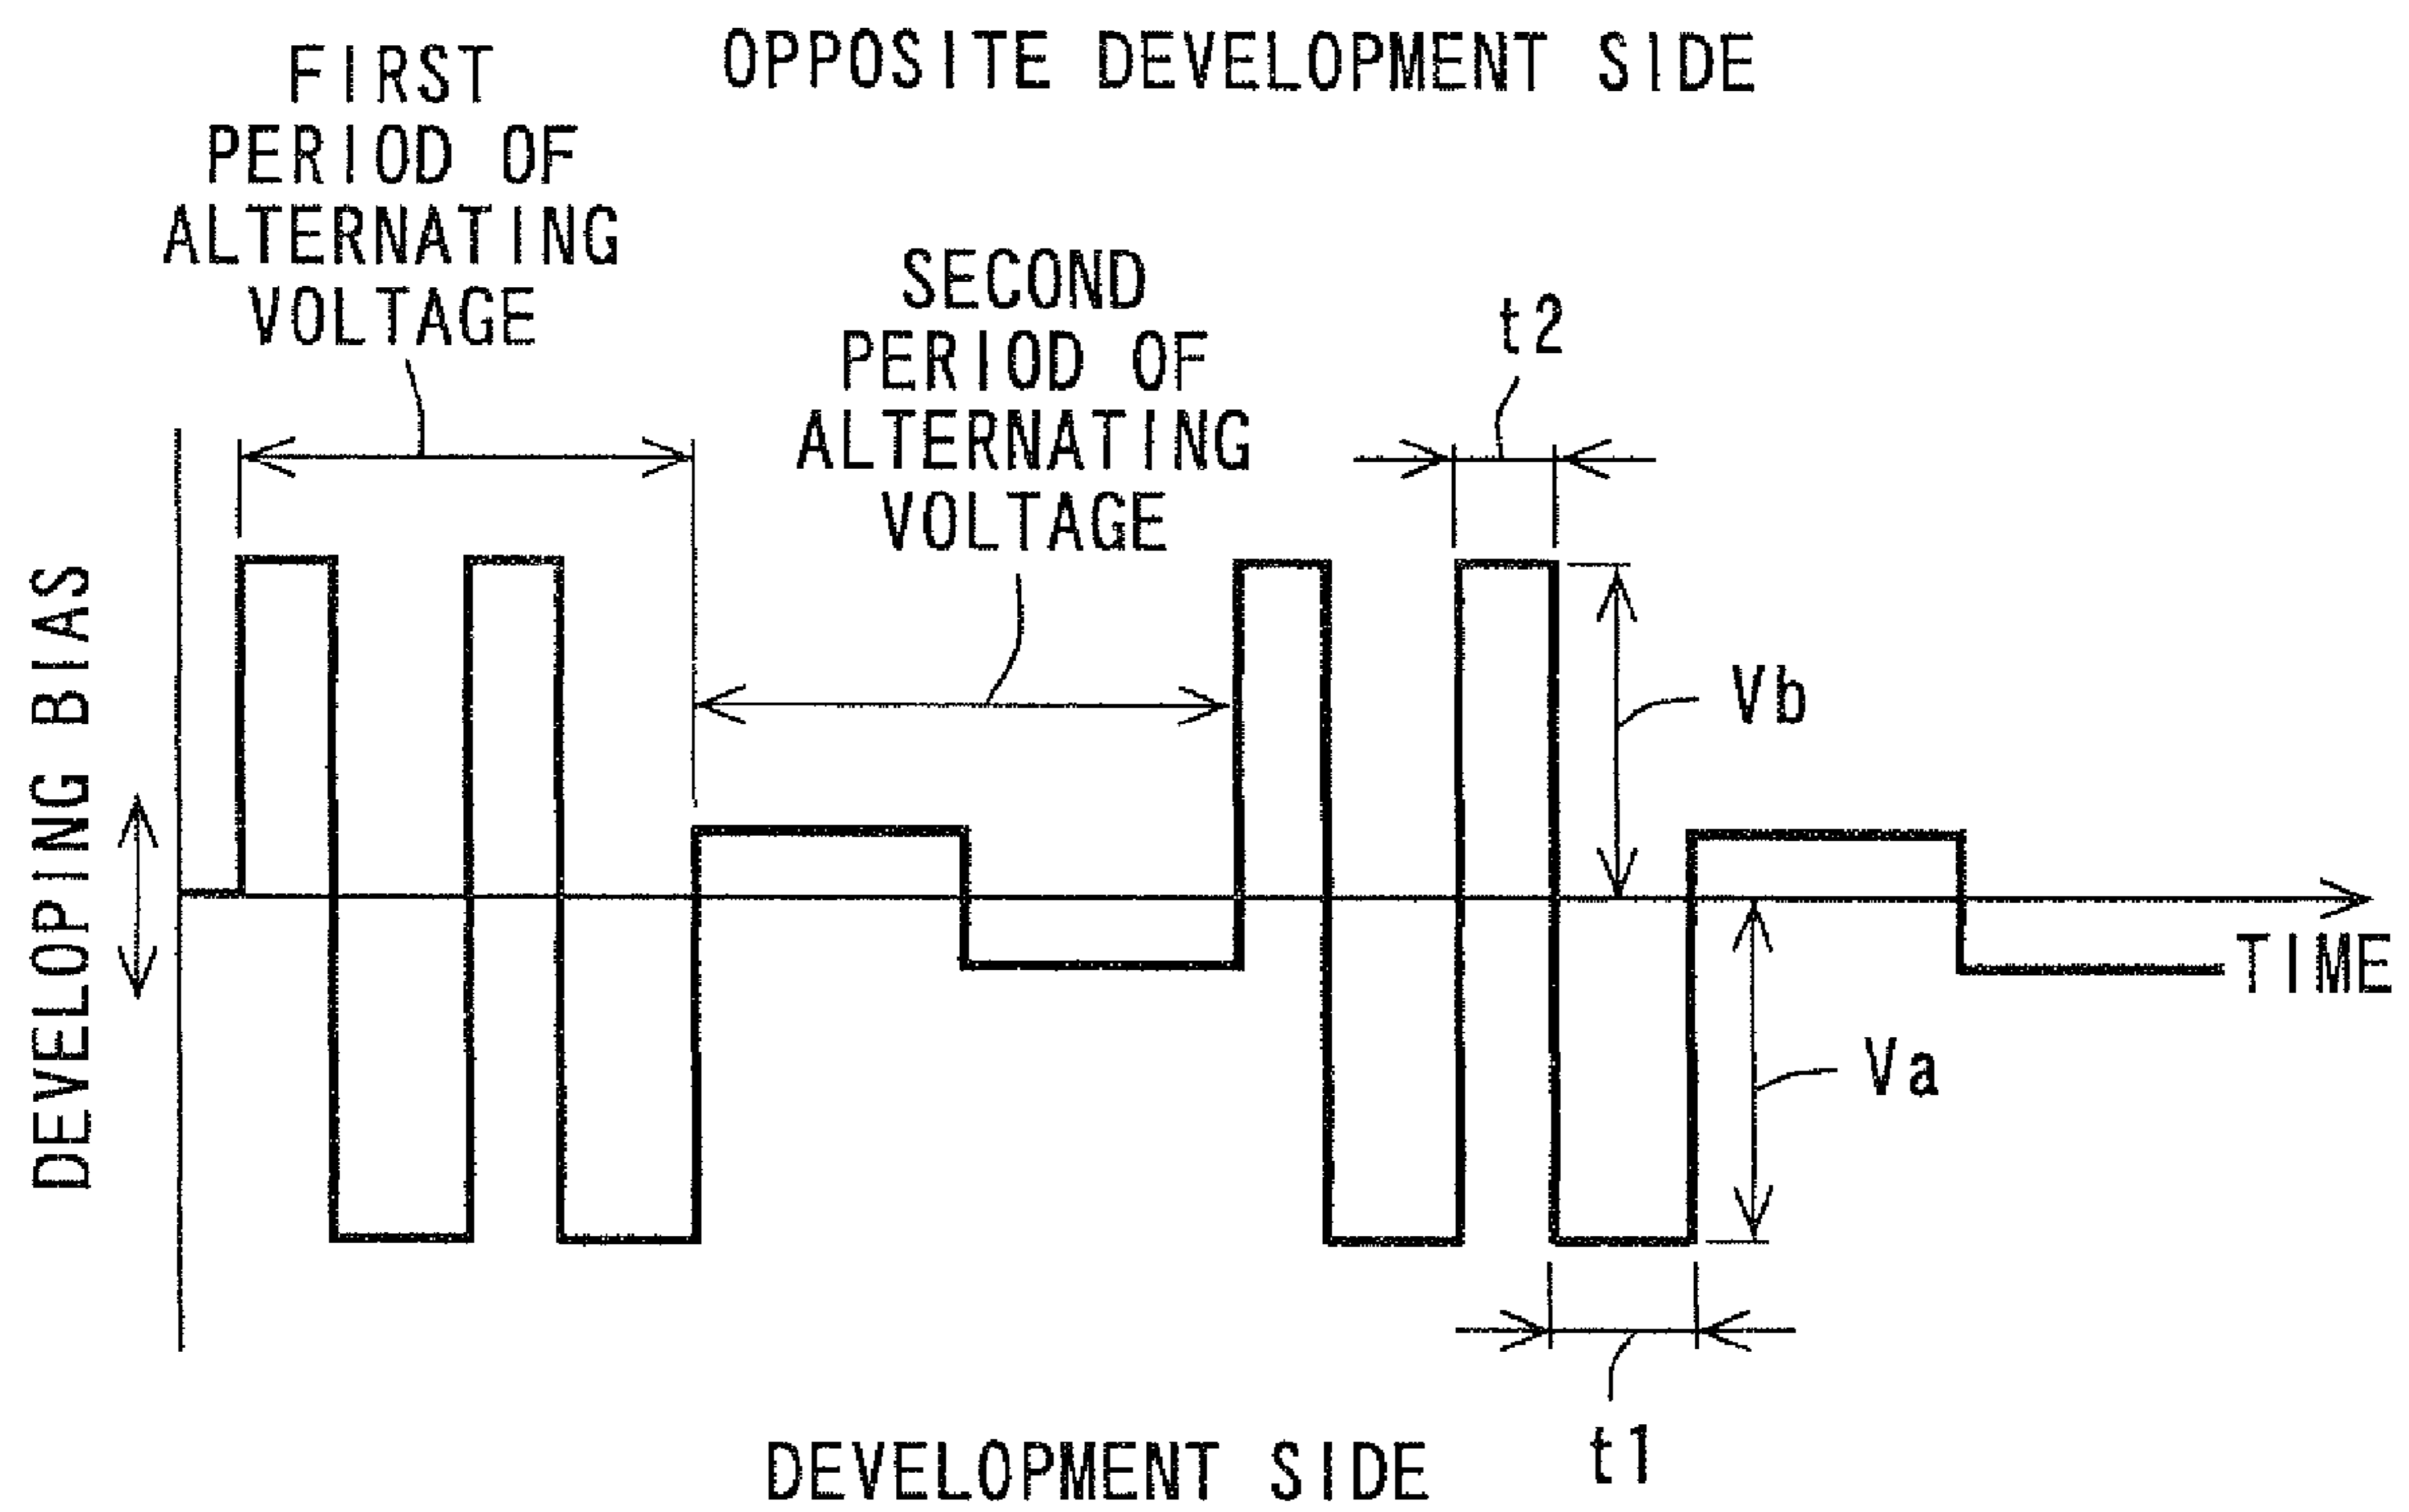 OPPOSITE DEVELOPMENT SIDE
FIRST
PERIOD OF
ALTERNATING
VOLTAGE
SECOND
PERIOD OF
ALTERNATING
VOLTAGE
t2
Vb
DEVELOPING BIAS
TIME
Va
t1
DEVELOPMENT SIDE